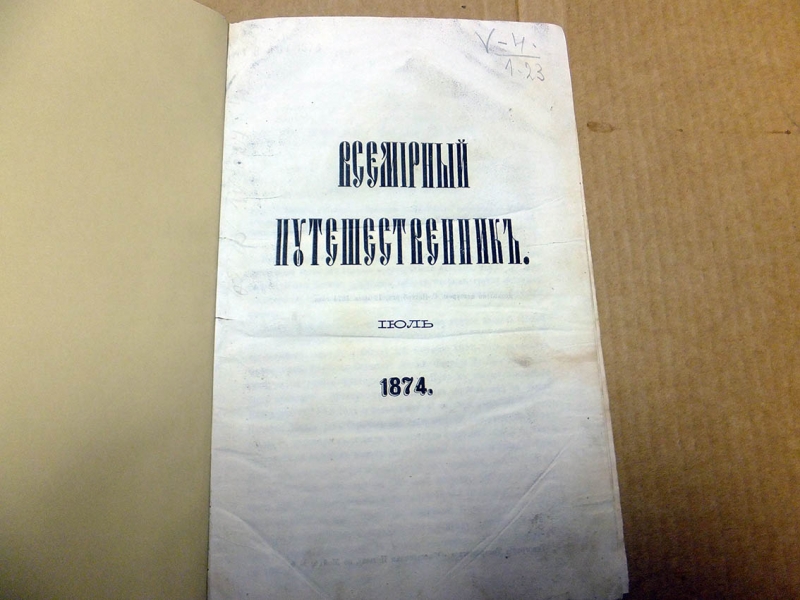 V-4.
1-23
ВСЕМІРНЫЙ
ПУТЕШЕСТВЕННИКЪ.
ІЮЛЬ
1874.